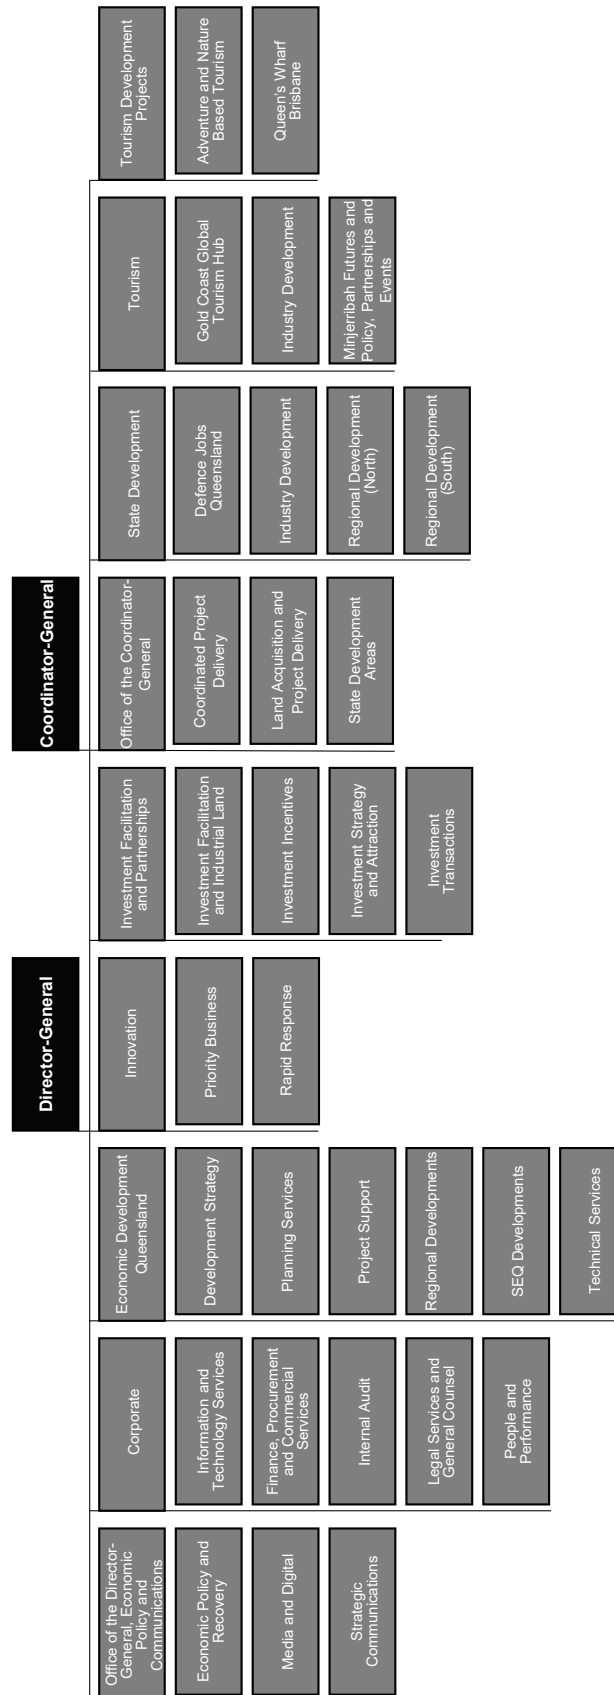 Director-General
Coordinator-General
Office of the Director-
General, Economic
Policy and
Communications
Economic Policy and
Recovery
Media and Digital
Strategic
Communications
Corporate
Information and
Technology Services
Finance, Procurement
and Commercial
Services
Internal Audit
Legal Services and
General Counsel
People and
Performance
Economic Development
Queensland
Development Strategy
Planning Services
Project Support
Regional Developments
SEQ Developments
Technical Services
Innovation
Priority Business
Rapid Response
Investment Facilitation
and Partnerships
Investment Facilitation
and Industrial Land
Investment Incentives
Investment Strategy
and Attraction
Investment
Transactions
Office of the Coordinator-
General
Coordinated Project
Delivery
Land Acquisition and
Project Delivery
State Development
Areas
State Development
Defence Jobs
Queensland
Industry Development
Regional Development
(North)
Regional Development
(South)
Tourism
Gold Coast Global
Tourism Hub
Industry Development
Minjerribah Futures and
Policy, Partnerships and
Events
Tourism Development
Projects
Adventure and Nature
Based Tourism
Queen's Wharf
Brisbane